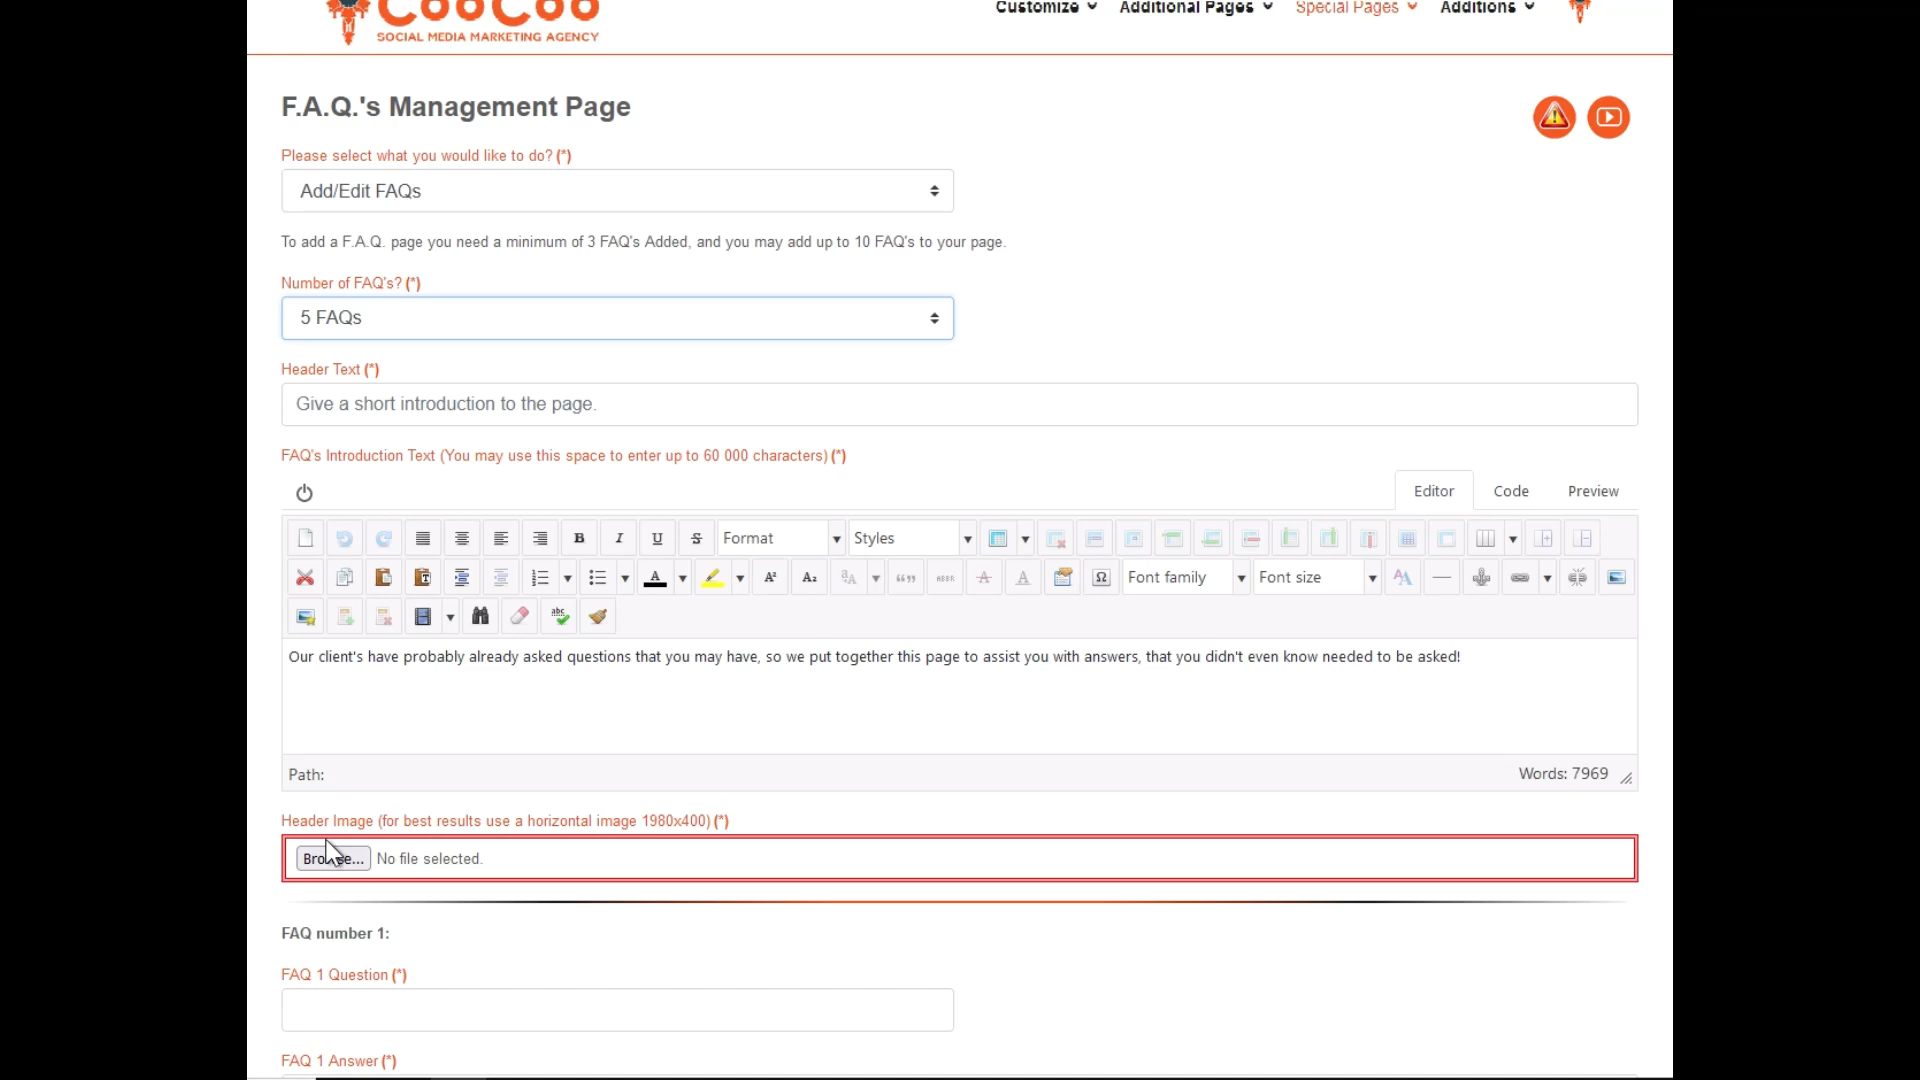 CooCoo
SOCIAL MEDIA MARKETING AGENCY
Customize Additional Pages Special Pages Additions
F.A.Q.'s Management Page
Please select what you would like to do? (*)
Add/Edit FAQs
To add a F.A.Q. page you need a minimum of 3 FAQ's Added, and you may add up to 10 FAQ's to your page.
Number of FAQ's? (*)
5 FAQs
Header Text (*)
Give a short introduction to the page.
FAQ's Introduction Text (You may use this space to enter up to 60 000 characters) (*)
Editor Code Preview
B I U S Format Styles
A A² A₂ Ω Font family Font size
abc
Our client's have probably already asked questions that you may have, so we put together this page to assist you with answers, that you didn't even know needed to be asked!
Path: Words: 7969
Header Image (for best results use a horizontal image 1980x400) (*)
Browse... No file selected.
FAQ number 1:
FAQ 1 Question (*)
FAQ 1 Answer (*)